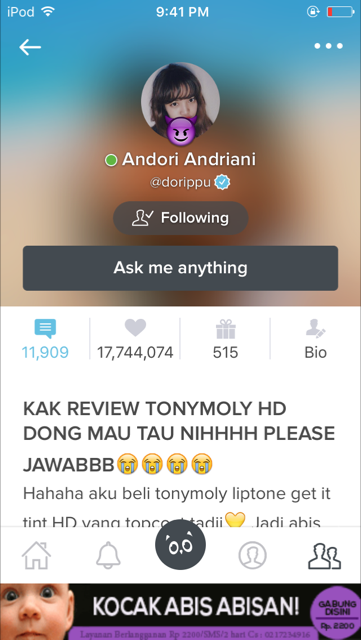 iPod 9:41 PM
Andori Andriani
@dorippu
Following
Ask me anything
11,909 17,744,074 515 Bio
KAK REVIEW TONYMOLY HD
DONG MAU TAU NIHHHH PLEASE
JAWABBB😭😭😭😭
Hahaha aku beli tonymoly liptone get it
tint HD yang topcoat tadii💛 Jadi abis
KOCAK ABIS ABISAN!
GABUNG
DISINI
Rp. 2200
Layanan Berlangganan Rp 2200/SMS/2 hari Cs: 0217234916